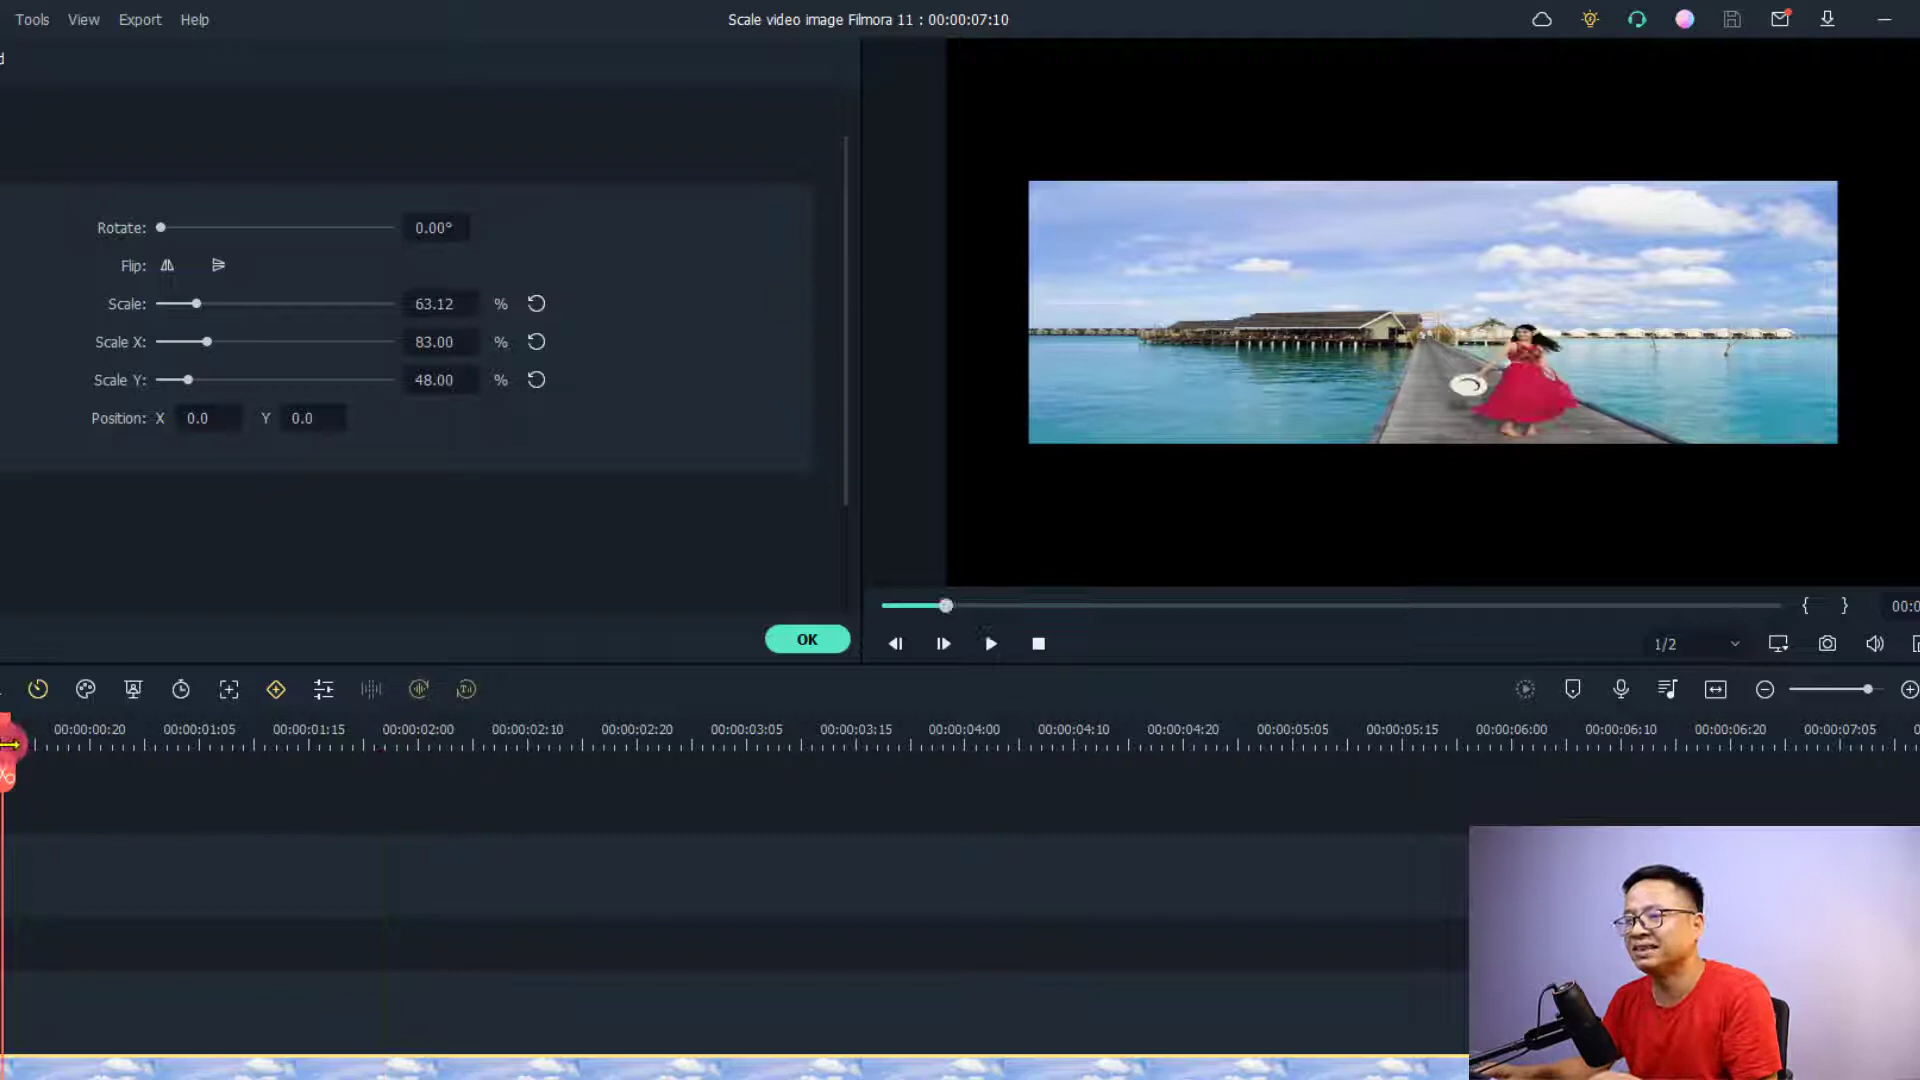 Tools View Export Help Scale video image Filmora 11 : 00:00:07:10
Rotate: 0.00°
Flip:
Scale: 63.12 %
Scale X: 83.00 %
Scale Y: 48.00 %
Position: X 0.0 Y 0.0
{ } 00:0
OK
1/2
00:00:00:20 00:00:01:05 00:00:01:15 00:00:02:00 00:00:02:10 00:00:02:20 00:00:03:05 00:00:03:15 00:00:04:00 00:00:04:10 00:00:04:20 00:00:05:05 00:00:05:15 00:00:06:00 00:00:06:10 00:00:06:20 00:00:07:05